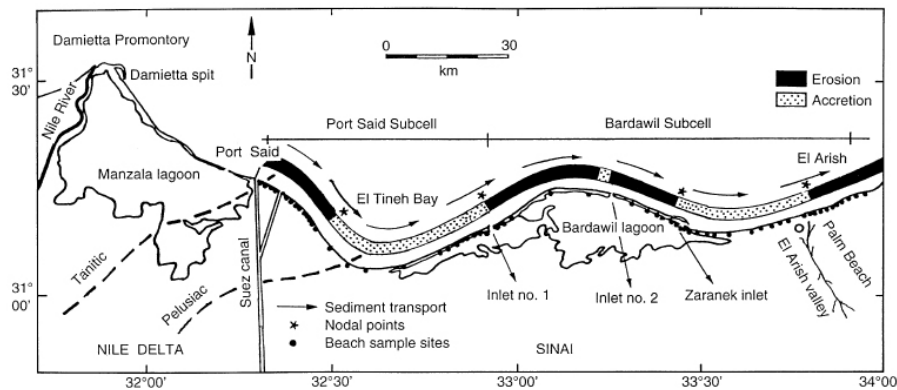 Damietta Promontory
Damietta spit
Nile River
Manzala lagoon
Port Said
Tanitic
Pelusiac
Suez canal
NILE DELTA
N
0 30
km
Erosion
Accretion
Port Said Subcell
Bardawil Subcell
El Tineh Bay
Bardawil lagoon
El Arish
Inlet no. 1
Inlet no. 2
Zaranek inlet
El Arish valley
Palm Beach
Sediment transport
Nodal points
Beach sample sites
SINAI
31°
30'
31°
00'
32°00'
32°30'
33°00'
33°30'
34°00'